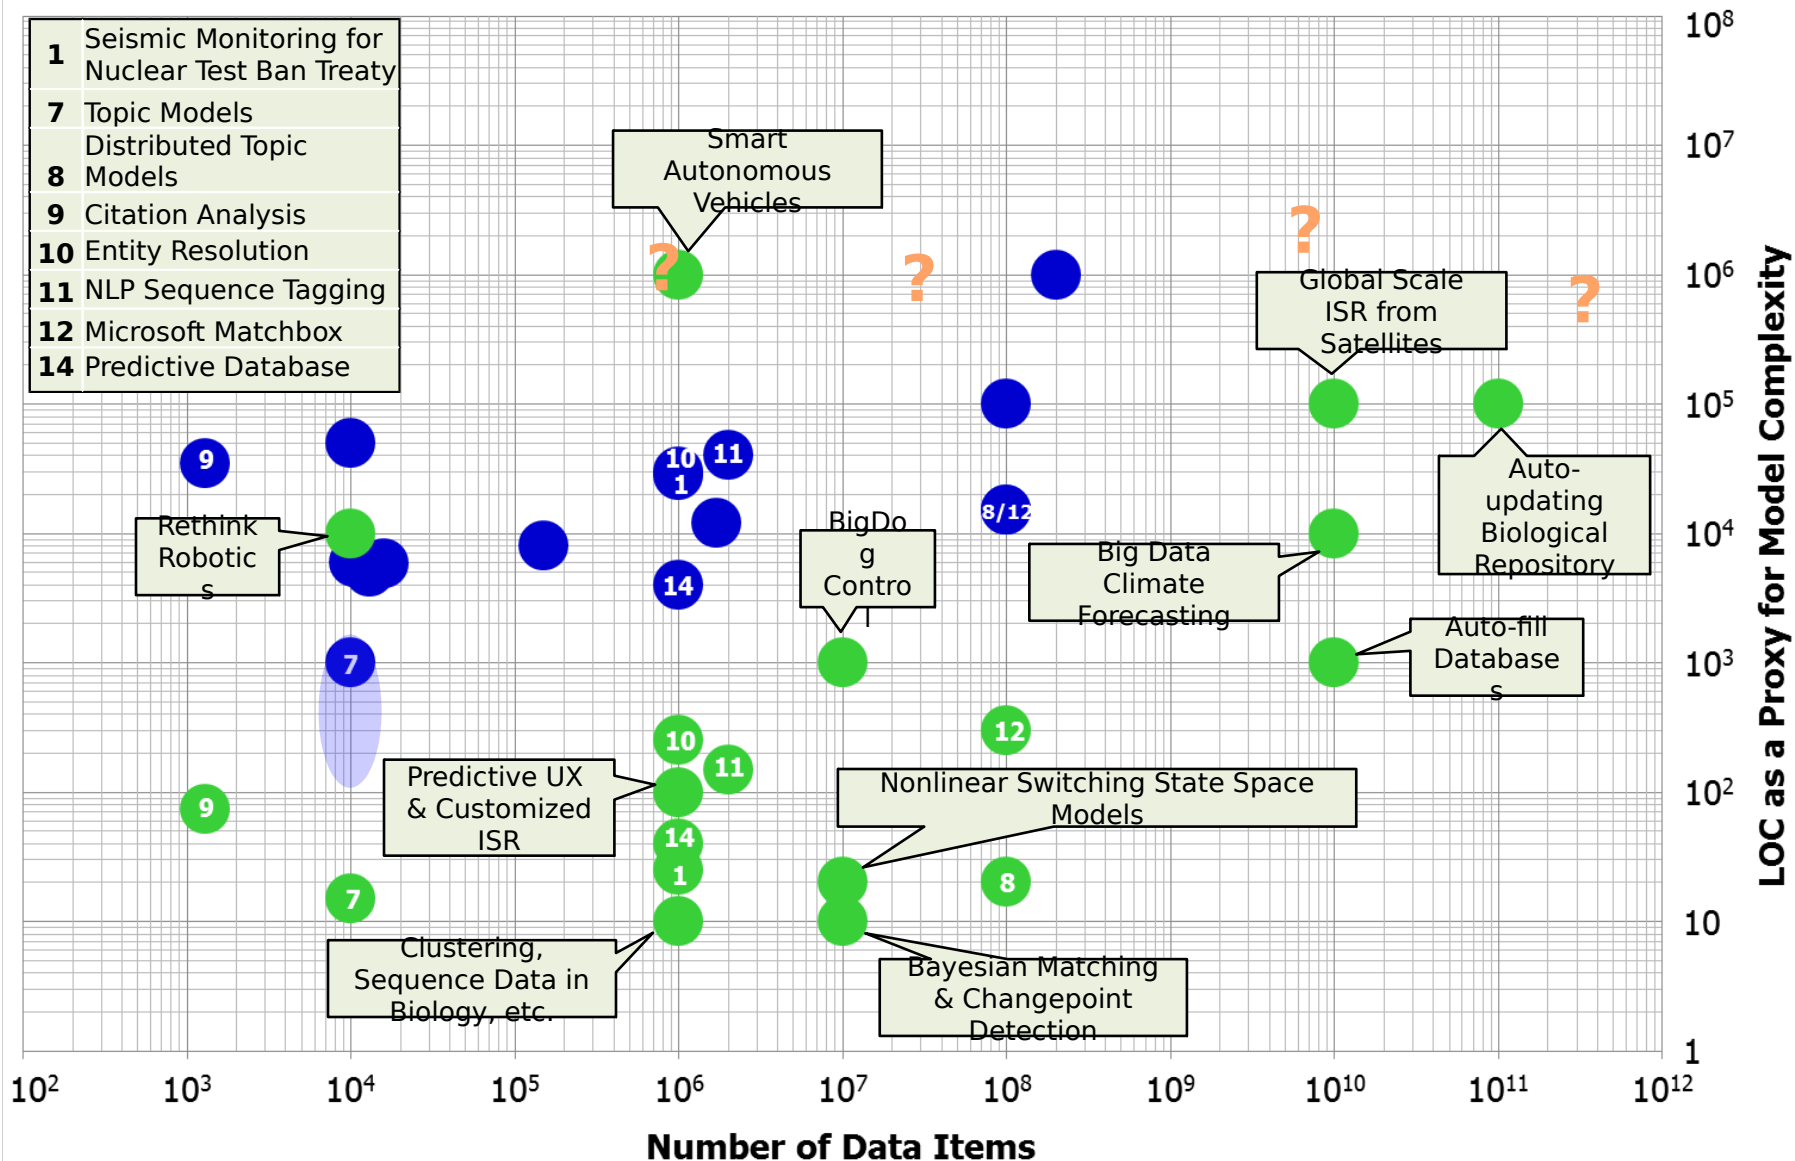 1 Seismic Monitoring for
Nuclear Test Ban Treaty
7 Topic Models
8 Distributed Topic
Models
9 Citation Analysis
10 Entity Resolution
11 NLP Sequence Tagging
12 Microsoft Matchbox
14 Predictive Database
Smart
Autonomous
Vehicles
?
?
?
?
Global Scale
ISR from
Satellites
9
10
1
11
8/12
14
7
Rethink
Robotic
s
BigDo
g
Contro
l
Big Data
Climate
Forecasting
Auto-
updating
Biological
Repository
Auto-fill
Database
s
10
11
12
9
14
1
7
8
Predictive UX
& Customized
ISR
Nonlinear Switching State Space
Models
Clustering,
Sequence Data in
Biology, etc.
Bayesian Matching
& Changepoint
Detection
10⁸
10⁷
10⁶
10⁵
10⁴
10³
10²
10
1
LOC as a Proxy for Model Complexity
10² 10³ 10⁴ 10⁵ 10⁶ 10⁷ 10⁸ 10⁹ 10¹⁰ 10¹¹ 10¹²
Number of Data Items